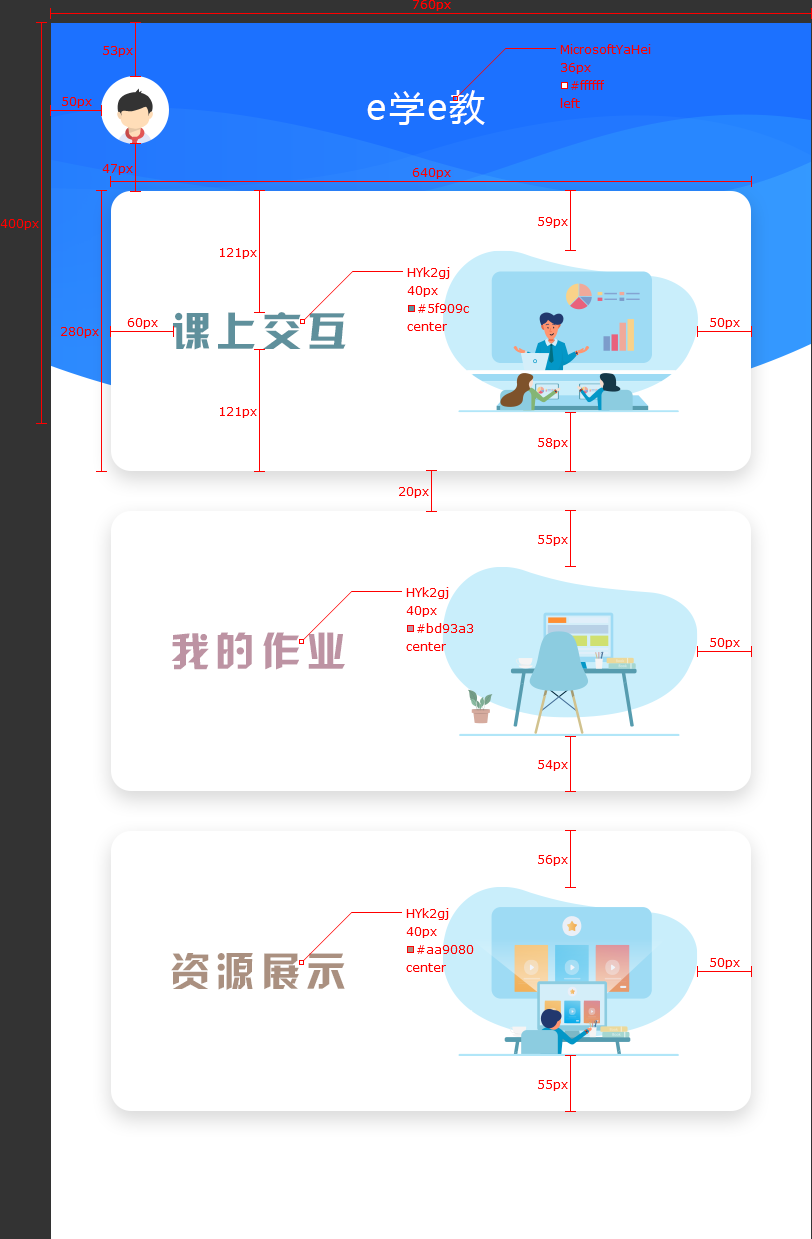 760px
53px
MicrosoftYaHei
36px
#ffffff
left
50px
e学e教
47px
640px
400px
121px
59px
HYk2gj
40px
#5f909c
center
280px
60px
课上交互
50px
121px
58px
20px
55px
HYk2gj
40px
#bd93a3
center
我的作业
50px
54px
56px
HYk2gj
40px
#aa9080
center
资源展示
50px
55px